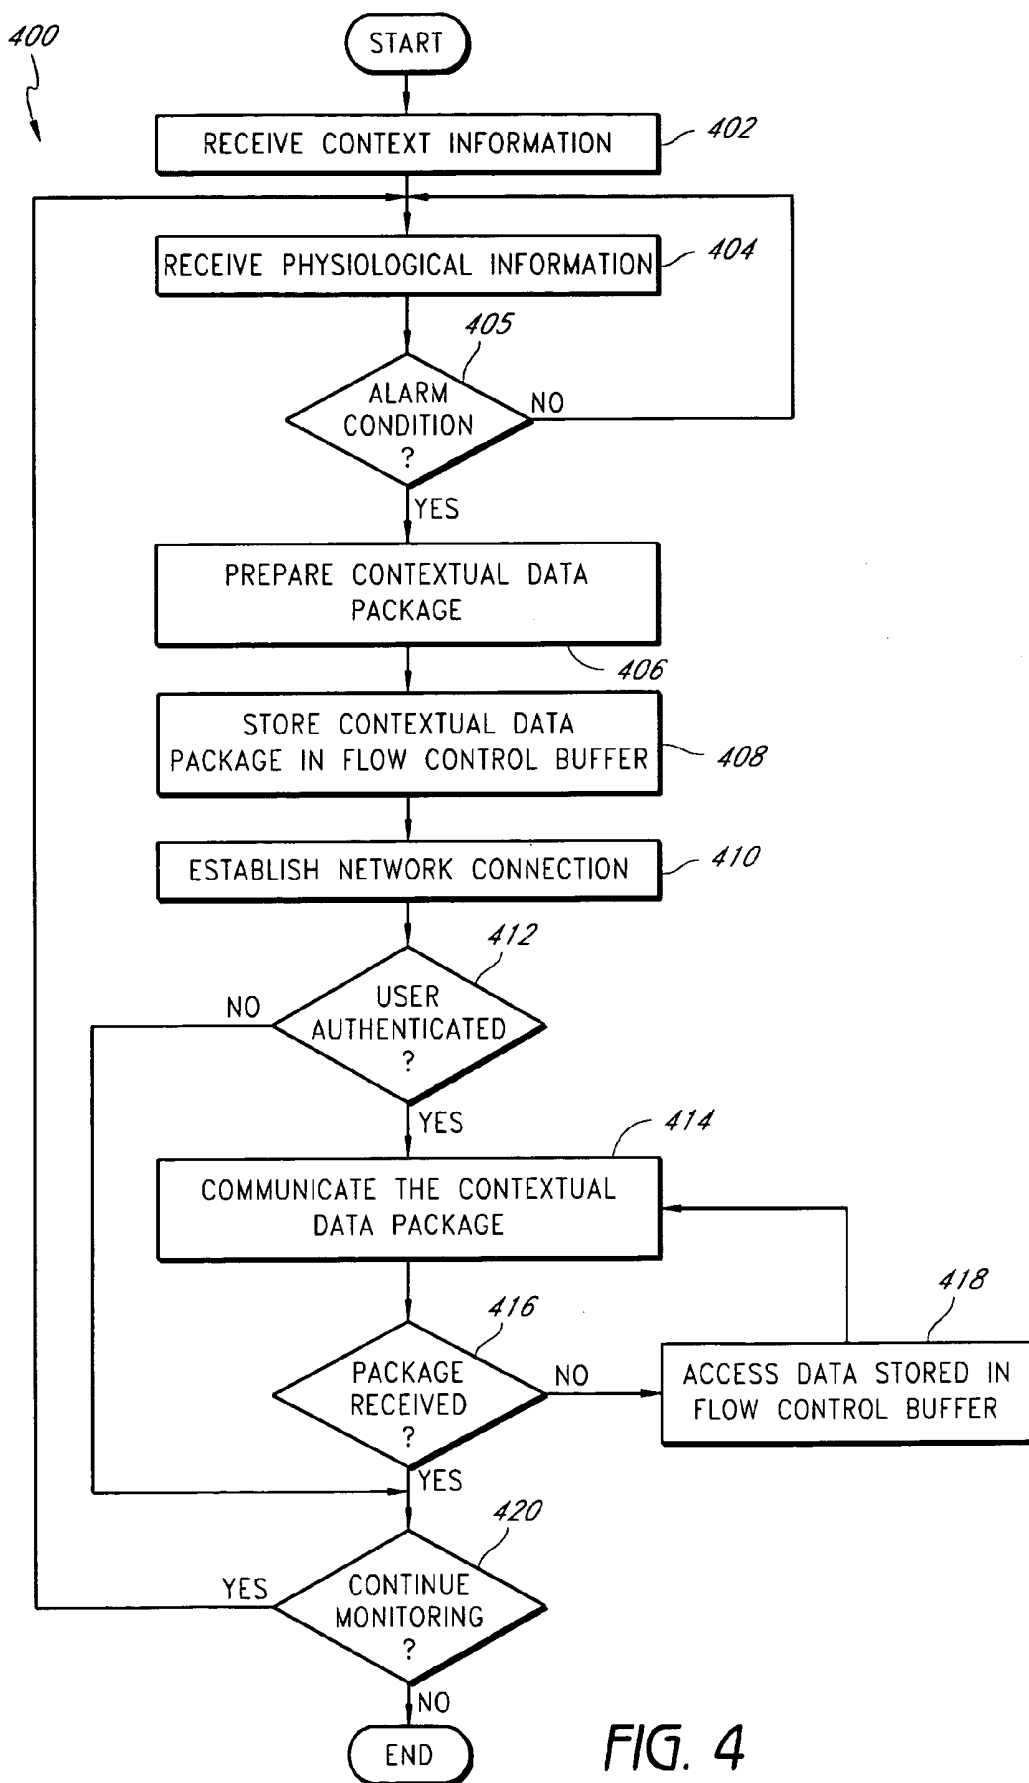 400
START
RECEIVE CONTEXT INFORMATION
402
RECEIVE PHYSIOLOGICAL INFORMATION
404
405
ALARM
CONDITION
?
NO
YES
PREPARE CONTEXTUAL DATA
PACKAGE
406
STORE CONTEXTUAL DATA
PACKAGE IN FLOW CONTROL BUFFER
408
ESTABLISH NETWORK CONNECTION
410
412
USER
AUTHENTICATED
?
NO
YES
414
COMMUNICATE THE CONTEXTUAL
DATA PACKAGE
416
PACKAGE
RECEIVED
?
NO
418
ACCESS DATA STORED IN
FLOW CONTROL BUFFER
YES
420
CONTINUE
MONITORING
?
YES
NO
END
FIG. 4